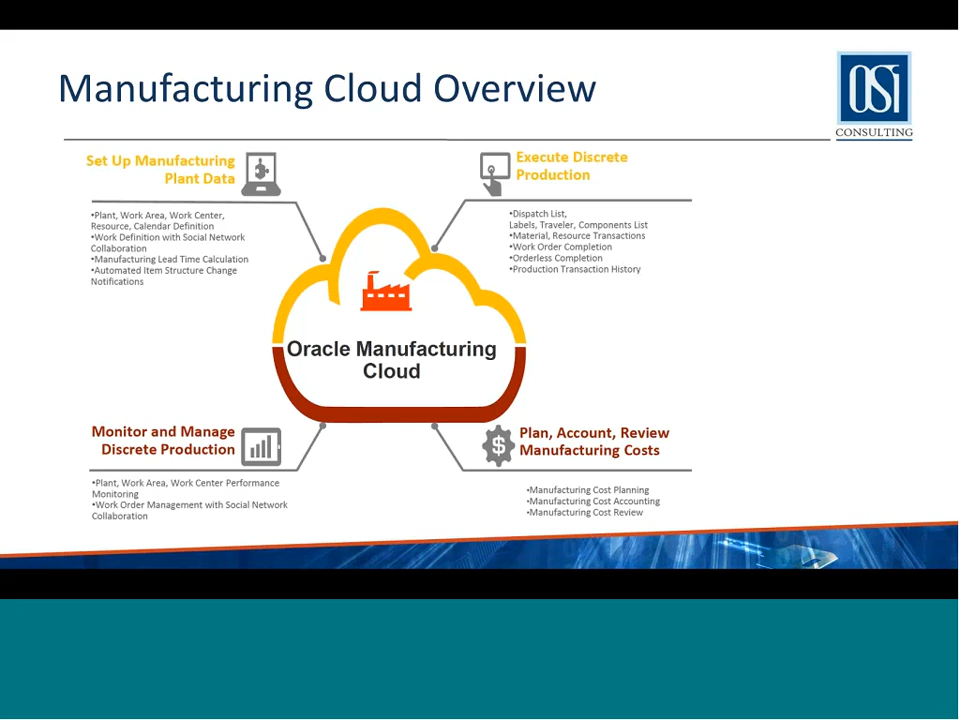 Manufacturing Cloud Overview
OSI
CONSULTING
Set Up Manufacturing
Plant Data
•Plant, Work Area, Work Center,
Resource, Calendar Definition
•Work Definition with Social Network
Collaboration
•Manufacturing Lead Time Calculation
•Automated Item Structure Change
Notifications
Execute Discrete
Production
•Dispatch List,
Labels, Traveler, Components List
•Material, Resource Transactions
•Work Order Completion
•Orderless Completion
•Production Transaction History
Oracle Manufacturing
Cloud
Monitor and Manage
Discrete Production
•Plant, Work Area, Work Center Performance
Monitoring
•Work Order Management with Social Network
Collaboration
$
Plan, Account, Review
Manufacturing Costs
•Manufacturing Cost Planning
•Manufacturing Cost Accounting
•Manufacturing Cost Review